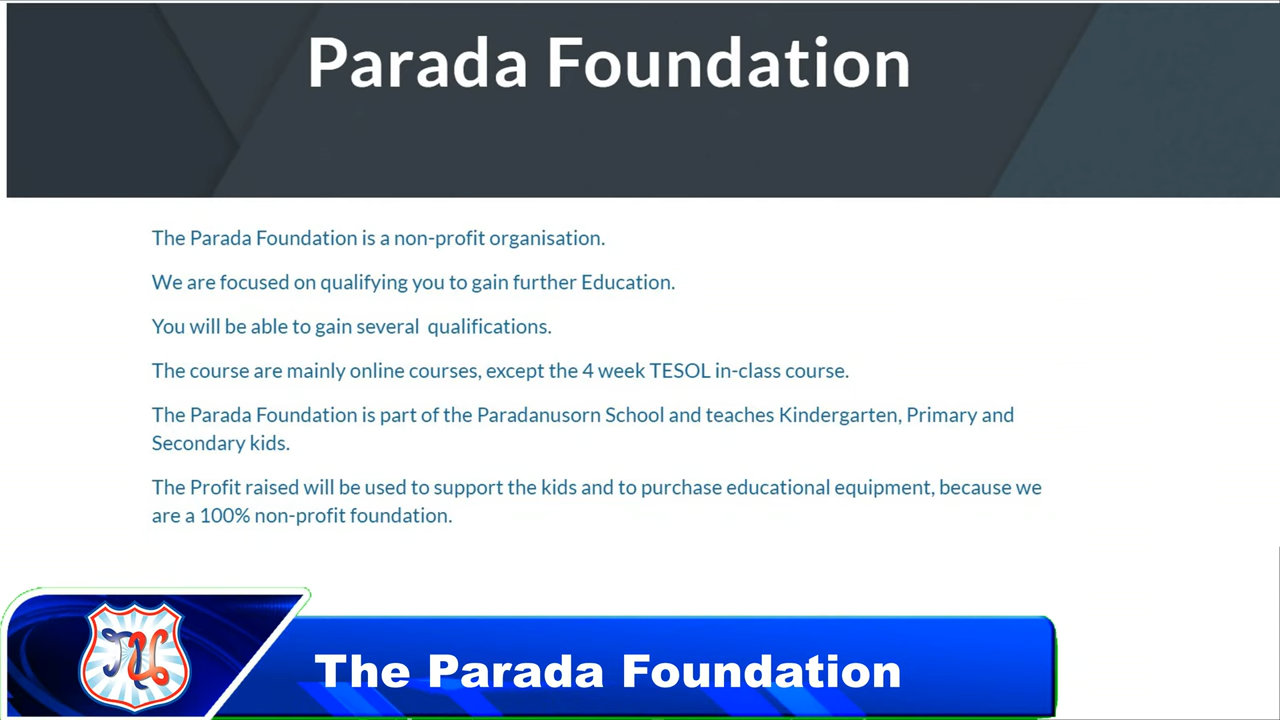 Parada Foundation
The Parada Foundation is a non-profit organisation.
We are focused on qualifying you to gain further Education.
You will be able to gain several qualifications.
The course are mainly online courses, except the 4 week TESOL in-class course.
The Parada Foundation is part of the Paradanusorn School and teaches Kindergarten, Primary and
Secondary kids.
The Profit raised will be used to support the kids and to purchase educational equipment, because we
are a 100% non-profit foundation.
The Parada Foundation